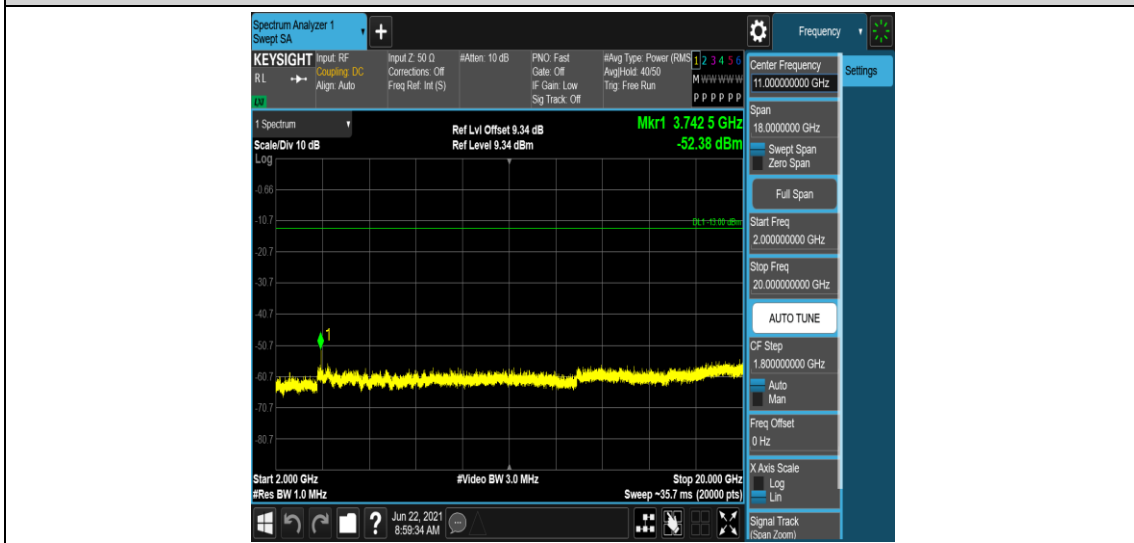 Spectrum Analyzer 1
Swept SA
Frequency
KEYSIGHT
RL
Input: RF
Coupling: DC
Align: Auto
Input Z: 50 Ω
Corrections: Off
Freq Ref: Int (S)
#Atten: 10 dB
PNO: Fast
Gate: Off
IF Gain: Low
Sig Track: Off
#Avg Type: Power (RMS
Avg|Hold: 40/50
Trig: Free Run
1 2 3 4 5 6
M W W W W W
P P P P P P
1 Spectrum
Scale/Div 10 dB
Log
Ref Lvl Offset 9.34 dB
Ref Level 9.34 dBm
Mkr1 3.742 5 GHz
-52.38 dBm
-0.66
-10.7
DL1 -13.00 dBm
-20.7
-30.7
-40.7
1
-50.7
-60.7
-70.7
-80.7
Start 2.000 GHz
#Res BW 1.0 MHz
#Video BW 3.0 MHz
Stop 20.000 GHz
Sweep ~35.7 ms (20000 pts)
Center Frequency
11.000000000 GHz
Settings
Span
18.0000000 GHz
Swept Span
Zero Span
Full Span
Start Freq
2.000000000 GHz
Stop Freq
20.000000000 GHz
AUTO TUNE
CF Step
1.800000000 GHz
Auto
Man
Freq Offset
0 Hz
X Axis Scale
Log
Lin
Signal Track
(Span Zoom)
?
Jun 22, 2021
8:59:34 AM